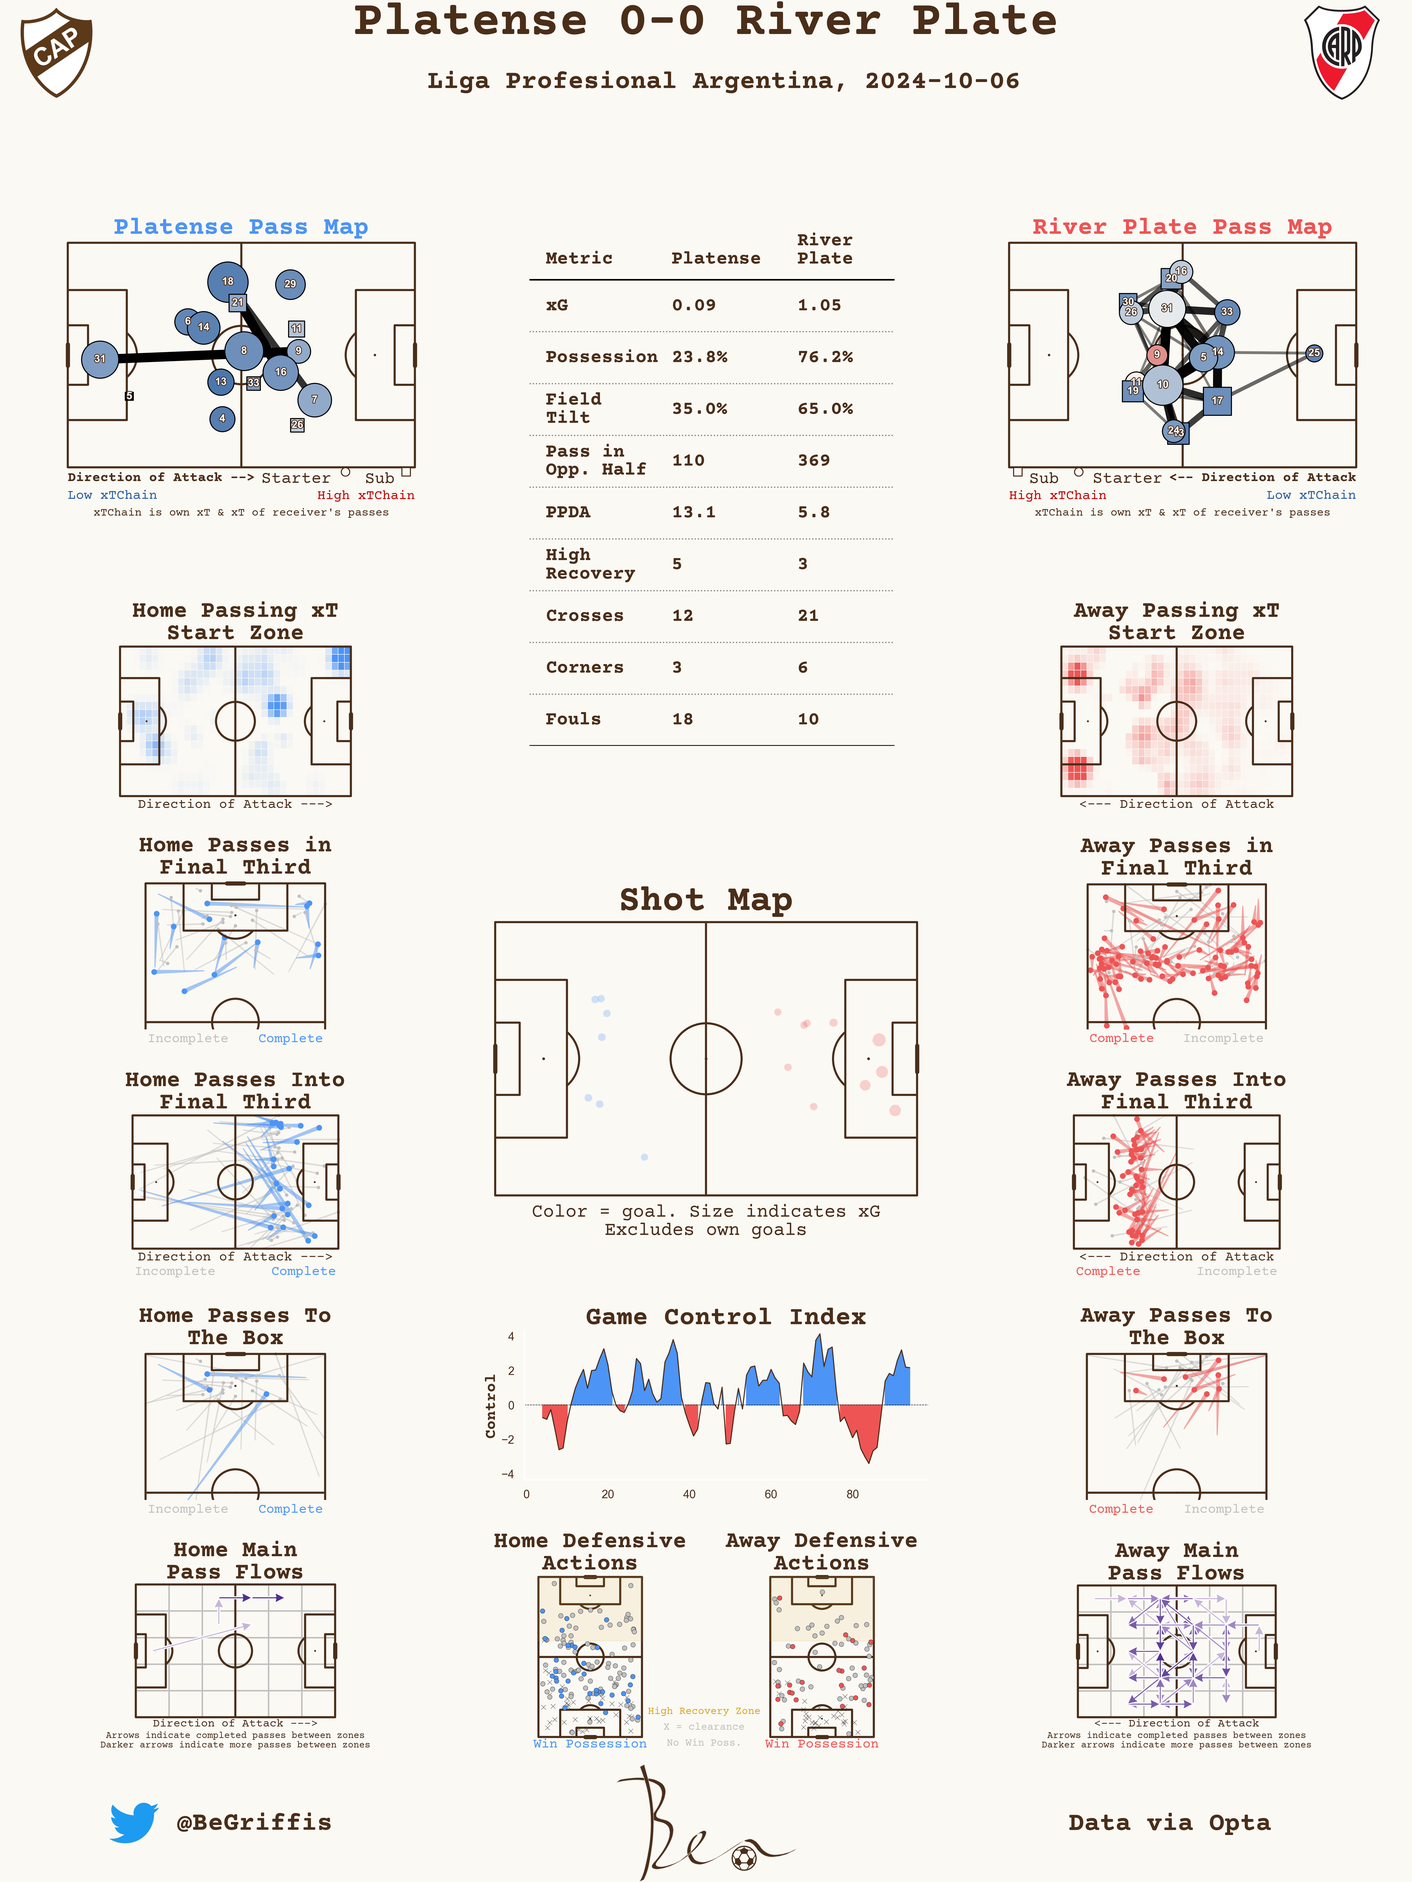 Platense 0-0 River Plate
Liga Profesional Argentina, 2024-10-06
CAP
CARP
Platense Pass Map
18
29
21
11
6
14
8
9
31
16
13
33
5
7
4
26
Direction of Attack --> Starter Sub
Low xTChain High xTChain
xTChain is own xT & xT of receiver's passes
Metric Platense River Plate
xG 0.09 1.05
Possession 23.8% 76.2%
Field Tilt 35.0% 65.0%
Pass in Opp. Half 110 369
PPDA 13.1 5.8
High Recovery 5 3
Crosses 12 21
Corners 3 6
Fouls 18 10
River Plate Pass Map
16
20
30
31
26
33
9
14
5
25
11
10
19
17
24
Sub Starter <-- Direction of Attack
High xTChain Low xTChain
xTChain is own xT & xT of receiver's passes
Home Passing xT
Start Zone
Direction of Attack --->
Away Passing xT
Start Zone
<--- Direction of Attack
Home Passes in
Final Third
Incomplete Complete
Away Passes in
Final Third
Complete Incomplete
Shot Map
Color = goal. Size indicates xG
Excludes own goals
Home Passes Into
Final Third
Direction of Attack --->
Incomplete Complete
Away Passes Into
Final Third
<--- Direction of Attack
Complete Incomplete
Home Passes To
The Box
Incomplete Complete
Game Control Index
Control
4
2
0
−2
−4
0 20 40 60 80
Away Passes To
The Box
Complete Incomplete
Home Main
Pass Flows
Direction of Attack --->
Arrows indicate completed passes between zones
Darker arrows indicate more passes between zones
Home Defensive
Actions
Win Possession
Away Defensive
Actions
Win Possession
High Recovery Zone
X = clearance
No Win Poss.
Away Main
Pass Flows
<--- Direction of Attack
Arrows indicate completed passes between zones
Darker arrows indicate more passes between zones
@BeGriffis
Ben
Data via Opta